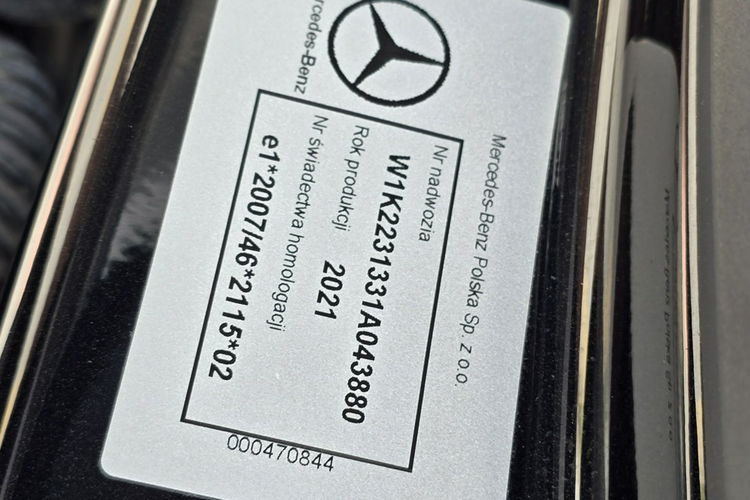 Mercedes-Benz Polska Sp. z o.o.
Nr nadwozia
W1K2231331A043880
Rok produkcji 2021
Nr świadectwa homologacji
e1*2007/46*2115*02
rcedes-Benz
000470844